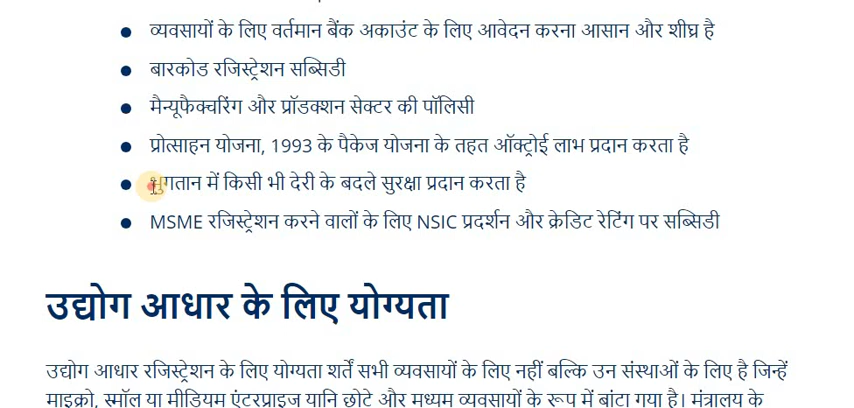 व्यवसायों के लिए वर्तमान बैंक अकाउंट के लिए आवेदन करना आसान और शीघ्र है
बारकोड रजिस्ट्रेशन सब्सिडी
मैन्यूफैक्चरिंग और प्रॉडक्शन सेक्टर की पॉलिसी
प्रोत्साहन योजना, 1993 के पैकेज योजना के तहत ऑक्ट्रोई लाभ प्रदान करता है
भुगतान में किसी भी देरी के बदले सुरक्षा प्रदान करता है
MSME रजिस्ट्रेशन करने वालों के लिए NSIC प्रदर्शन और क्रेडिट रेटिंग पर सब्सिडी
उद्योग आधार के लिए योग्यता
उद्योग आधार रजिस्ट्रेशन के लिए योग्यता शर्तें सभी व्यवसायों के लिए नहीं बल्कि उन संस्थाओं के लिए है जिन्हें
माइक्रो, स्मॉल या मीडियम एंटरप्राइज यानि छोटे और मध्यम व्यवसायों के रूप में बांटा गया है। मंत्रालय के